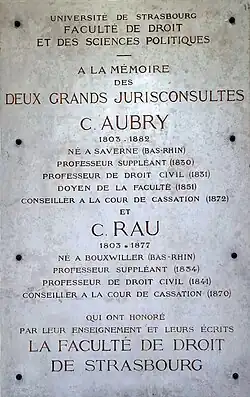 UNIVERSITÉ DE STRASBOURG
FACULTÉ DE DROIT
ET DES SCIENCES POLITIQUES
A LA MÉMOIRE
DES
DEUX GRANDS JURISCONSULTES
C. AUBRY
1803 - 1882
NÉ A SAVERNE (BAS-RHIN)
PROFESSEUR SUPPLÉANT (1830)
PROFESSEUR DE DROIT CIVIL (1831)
DOYEN DE LA FACULTÉ (1851)
CONSEILLER A LA COUR DE CASSATION (1872)
ET
C. RAU
1803 - 1877
NÉ A BOUXWILLER (BAS-RHIN)
PROFESSEUR SUPPLÉANT (1834)
PROFESSEUR DE DROIT CIVIL (1841)
CONSEILLER A LA COUR DE CASSATION (1870)
QUI ONT HONORÉ
PAR LEUR ENSEIGNEMENT ET LEURS ÉCRITS
LA FACULTÉ DE DROIT
DE STRASBOURG